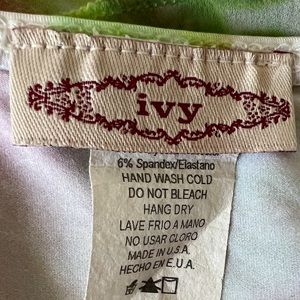 ivy
6% Spandex/Elastano
HAND WASH COLD
DO NOT BLEACH
HANG DRY
LAVE FRIO A MANO
NO USAR CLORO
MADE IN U.S.A.
HECHO EN E.U.A.